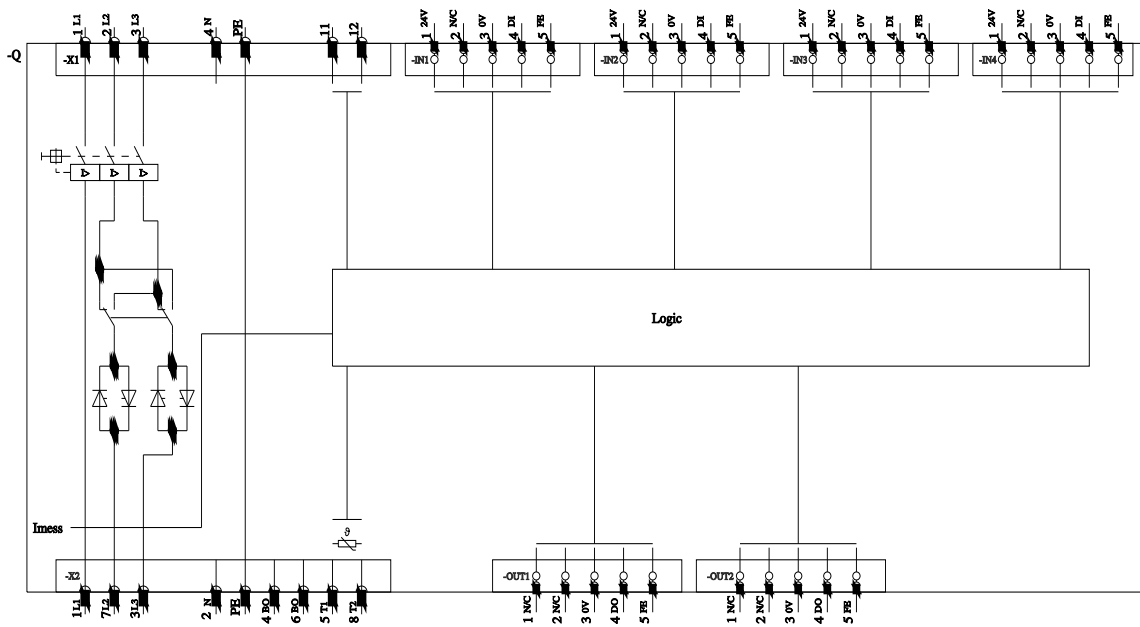 1 L1 2 L2 3 L3 4 N PE 11 12 1 24V 2 N/C 3 0V 4 DI 5 FE 1 24V 2 N/C 3 0V 4 DI 5 FE 1 24V 2 N/C 3 0V 4 DI 5 FE 1 24V 2 N/C 3 0V 4 DI 5 FE
-Q
-X1 -IN1 -IN2 -IN3 -IN4
Logic
Imess
ϑ
-X2 -OUT1 -OUT2
1 L1 7 L2 3 L3 2 N PE 4 BO 6 BO 5 T1 8 T2 1 N/C 2 N/C 3 0V 4 DO 5 FE 1 N/C 2 N/C 3 0V 4 DO 5 FE